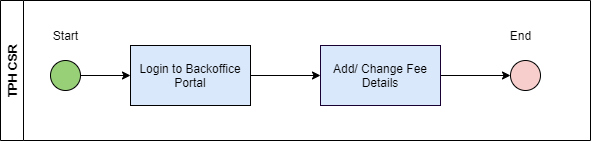 TPH CSR
Start
Login to Backoffice
Portal
Add/ Change Fee
Details
End